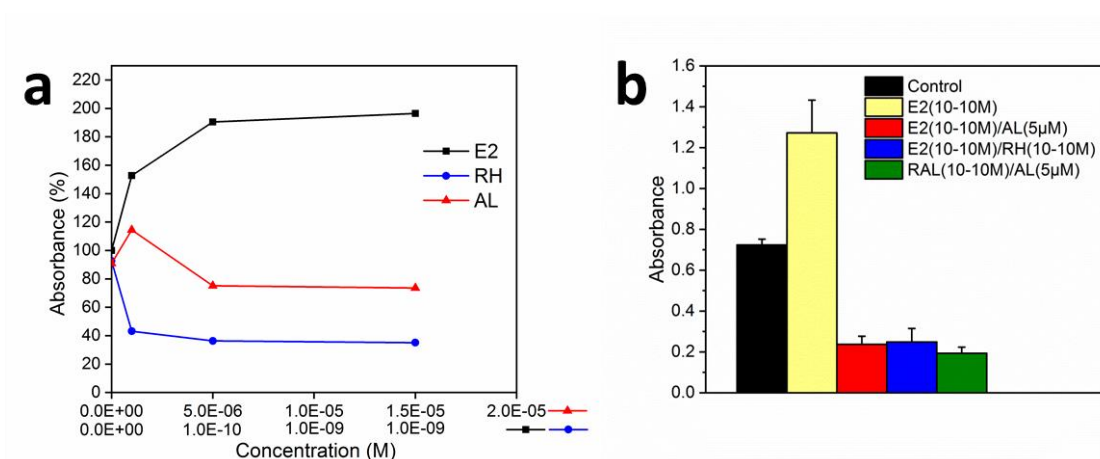 a
220
200
180
160
140
120
100
80
60
40
20
0
Absorbance (%)
E2
RH
AL
0.0E+00 5.0E-06 1.0E-05 1.5E-05 2.0E-05
0.0E+00 1.0E-10 1.0E-09 1.0E-09
Concentration (M)
b
1.6
1.4
1.2
1.0
0.8
0.6
0.4
0.2
0.0
Absorbance
Control
E2(10-10M)
E2(10-10M)/AL(5µM)
E2(10-10M)/RH(10-10M)
RAL(10-10M)/AL(5µM)